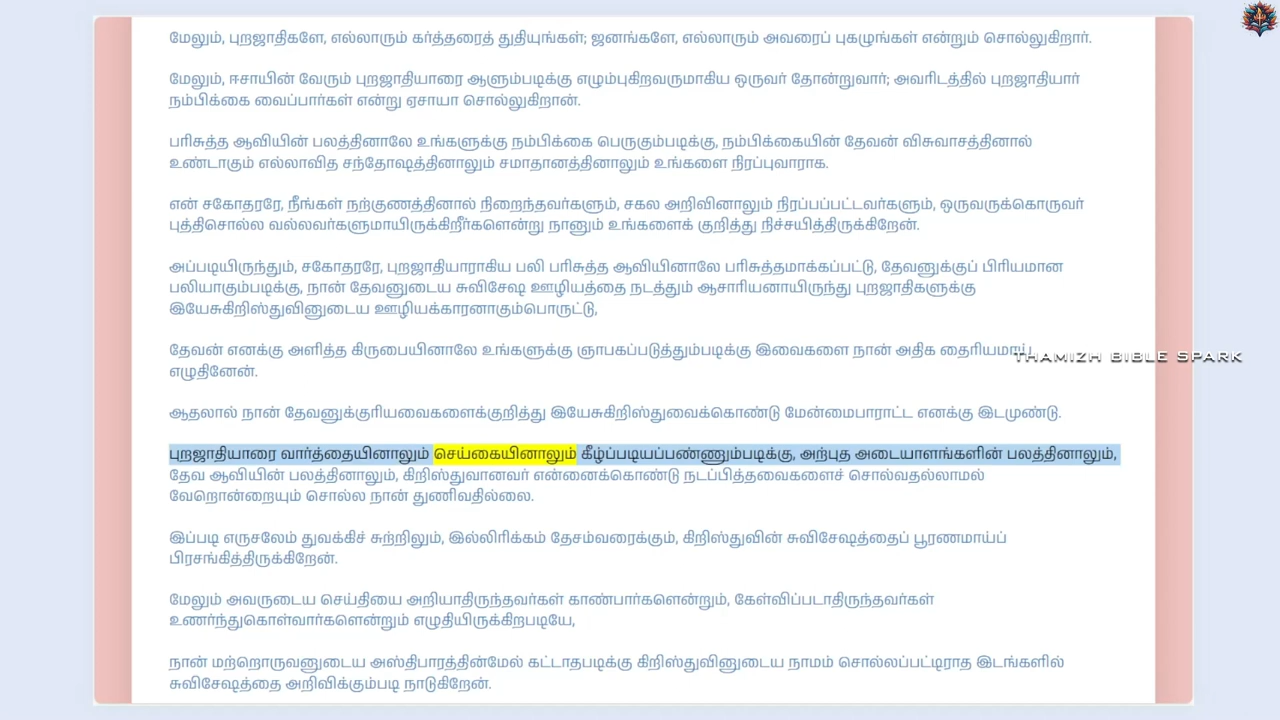 மேலும், புறஜாதிகளே, எல்லாரும் கர்த்தரைத் துதியுங்கள்; ஜனங்களே, எல்லாரும் அவரைப் புகழுங்கள் என்றும் சொல்லுகிறார்.
மேலும், ஈசாயின் வேரும் புறஜாதியாரை ஆளும்படிக்கு எழும்புகிறவருமாகிய ஒருவர் தோன்றுவார்; அவரிடத்தில் புறஜாதியார்
நம்பிக்கை வைப்பார்கள் என்று ஏசாயா சொல்லுகிறான்.
பரிசுத்த ஆவியின் பலத்தினாலே உங்களுக்கு நம்பிக்கை பெருகும்படிக்கு, நம்பிக்கையின் தேவன் விசுவாசத்தினால்
உண்டாகும் எல்லாவித சந்தோஷத்தினாலும் சமாதானத்தினாலும் உங்களை நிரப்புவாராக.
என் சகோதரரே, நீங்கள் நற்குணத்தினால் நிறைந்தவர்களும், சகல அறிவினாலும் நிரப்பப்பட்டவர்களும், ஒருவருக்கொருவர்
புத்திசொல்ல வல்லவர்களுமாயிருக்கிறீர்களென்று நானும் உங்களைக் குறித்து நிச்சயித்திருக்கிறேன்.
அப்படியிருந்தும், சகோதரரே, புறஜாதியாராகிய பலி பரிசுத்த ஆவியினாலே பரிசுத்தமாக்கப்பட்டு, தேவனுக்குப் பிரியமான
பலியாகும்படிக்கு, நான் தேவனுடைய சுவிசேஷ ஊழியத்தை நடத்தும் ஆசாரியனாயிருந்து புறஜாதிகளுக்கு
இயேசுகிறிஸ்துவினுடைய ஊழியக்காரனாகும்பொருட்டு,
தேவன் எனக்கு அளித்த கிருபையினாலே உங்களுக்கு ஞாபகப்படுத்தும்படிக்கு இவைகளை நான் அதிக தைரியமாய்
THAMIZH BIBLE SPARK
எழுதினேன்.
ஆதலால் நான் தேவனுக்குரியவைகளைக்குறித்து இயேசுகிறிஸ்துவைக்கொண்டு மேன்மைபாராட்ட எனக்கு இடமுண்டு.
புறஜாதியாரை வார்த்தையினாலும் செய்கையினாலும் கீழ்ப்படியப்பண்ணும்படிக்கு, அற்புத அடையாளங்களின் பலத்தினாலும்,
தேவ ஆவியின் பலத்தினாலும், கிறிஸ்துவானவர் என்னைக்கொண்டு நடப்பித்தவைகளைச் சொல்வதல்லாமல்
வேறொன்றையும் சொல்ல நான் துணிவதில்லை.
இப்படி எருசலேம் துவக்கிச் சுற்றிலும், இல்லிரிக்கம் தேசம்வரைக்கும், கிறிஸ்துவின் சுவிசேஷத்தைப் பூரணமாய்ப்
பிரசங்கித்திருக்கிறேன்.
மேலும் அவருடைய செய்தியை அறியாதிருந்தவர்கள் காண்பார்களென்றும், கேள்விப்படாதிருந்தவர்கள்
உணர்ந்துகொள்வார்களென்றும் எழுதியிருக்கிறபடியே,
நான் மற்றொருவனுடைய அஸ்திபாரத்தின்மேல் கட்டாதபடிக்கு கிறிஸ்துவினுடைய நாமம் சொல்லப்பட்டிராத இடங்களில்
சுவிசேஷத்தை அறிவிக்கும்படி நாடுகிறேன்.